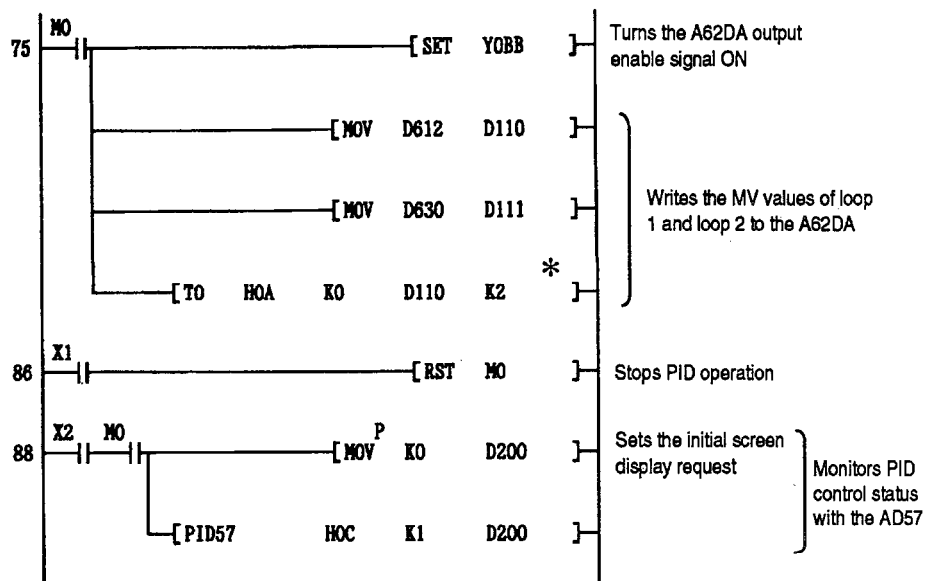 M0
75 SET Y0BB
Turns the A62DA output
enable signal ON
MOV D612 D110
MOV D630 D111
Writes the MV values of loop
1 and loop 2 to the A62DA
*
TO H0A K0 D110 K2
X1
86 RST M0
Stops PID operation
X2 M0
88 MOV P K0 D200
Sets the initial screen
display request
PID57 H0C K1 D200
Monitors PID
control status
with the AD57